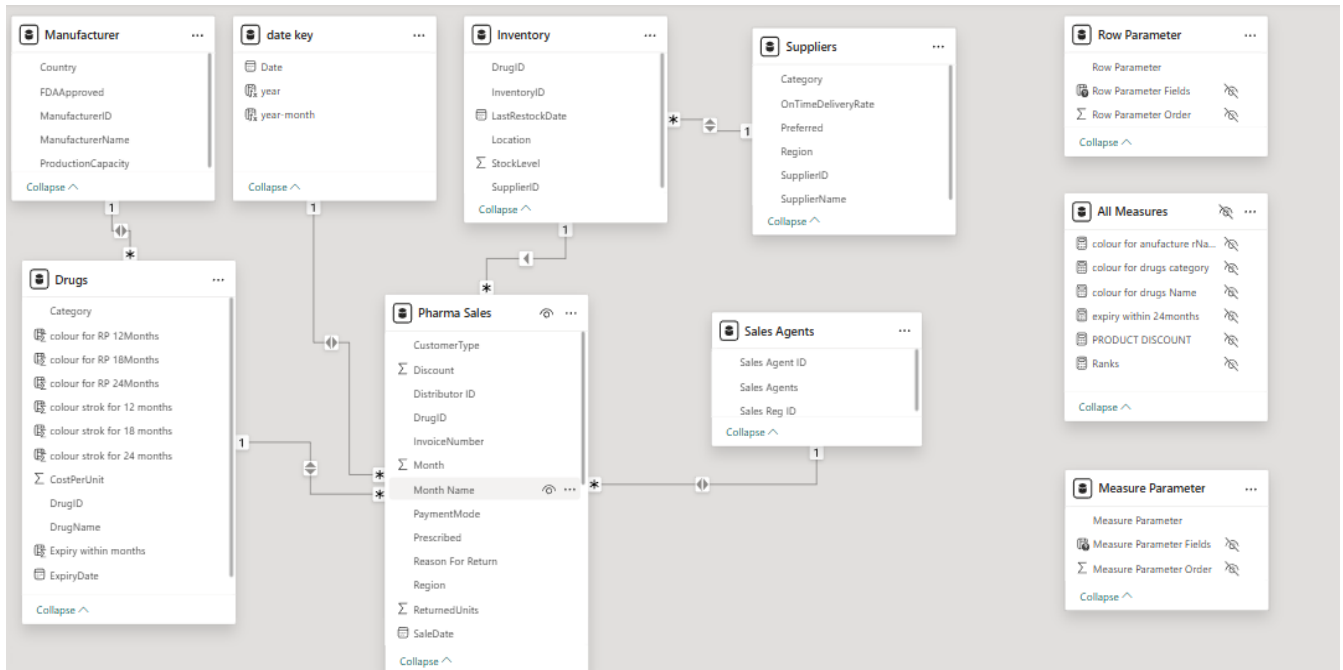 Manufacturer
Country
FDAApproved
ManufacturerID
ManufacturerName
ProductionCapacity
Collapse
date key
Date
year
year-month
Collapse
Inventory
DrugID
InventoryID
LastRestockDate
Location
StockLevel
SupplierID
Collapse
Suppliers
Category
OnTimeDeliveryRate
Preferred
Region
SupplierID
SupplierName
Collapse
Row Parameter
Row Parameter
Row Parameter Fields
Row Parameter Order
Collapse
All Measures
colour for anufacture rNa...
colour for drugs category
colour for drugs Name
expiry within 24months
PRODUCT DISCOUNT
Ranks
Collapse
Drugs
Category
colour for RP 12Months
colour for RP 18Months
colour for RP 24Months
colour strok for 12 months
colour strok for 18 months
colour strok for 24 months
CostPerUnit
DrugID
DrugName
Expiry within months
ExpiryDate
Collapse
Pharma Sales
CustomerType
Discount
Distributor ID
DrugID
InvoiceNumber
Month
Month Name
PaymentMode
Prescribed
Reason For Return
Region
ReturnedUnits
SaleDate
Collapse
Sales Agents
Sales Agent ID
Sales Agents
Sales Reg ID
Collapse
Measure Parameter
Measure Parameter
Measure Parameter Fields
Measure Parameter Order
Collapse
1
*
1
*
1
*
1
*
1
*
1
*